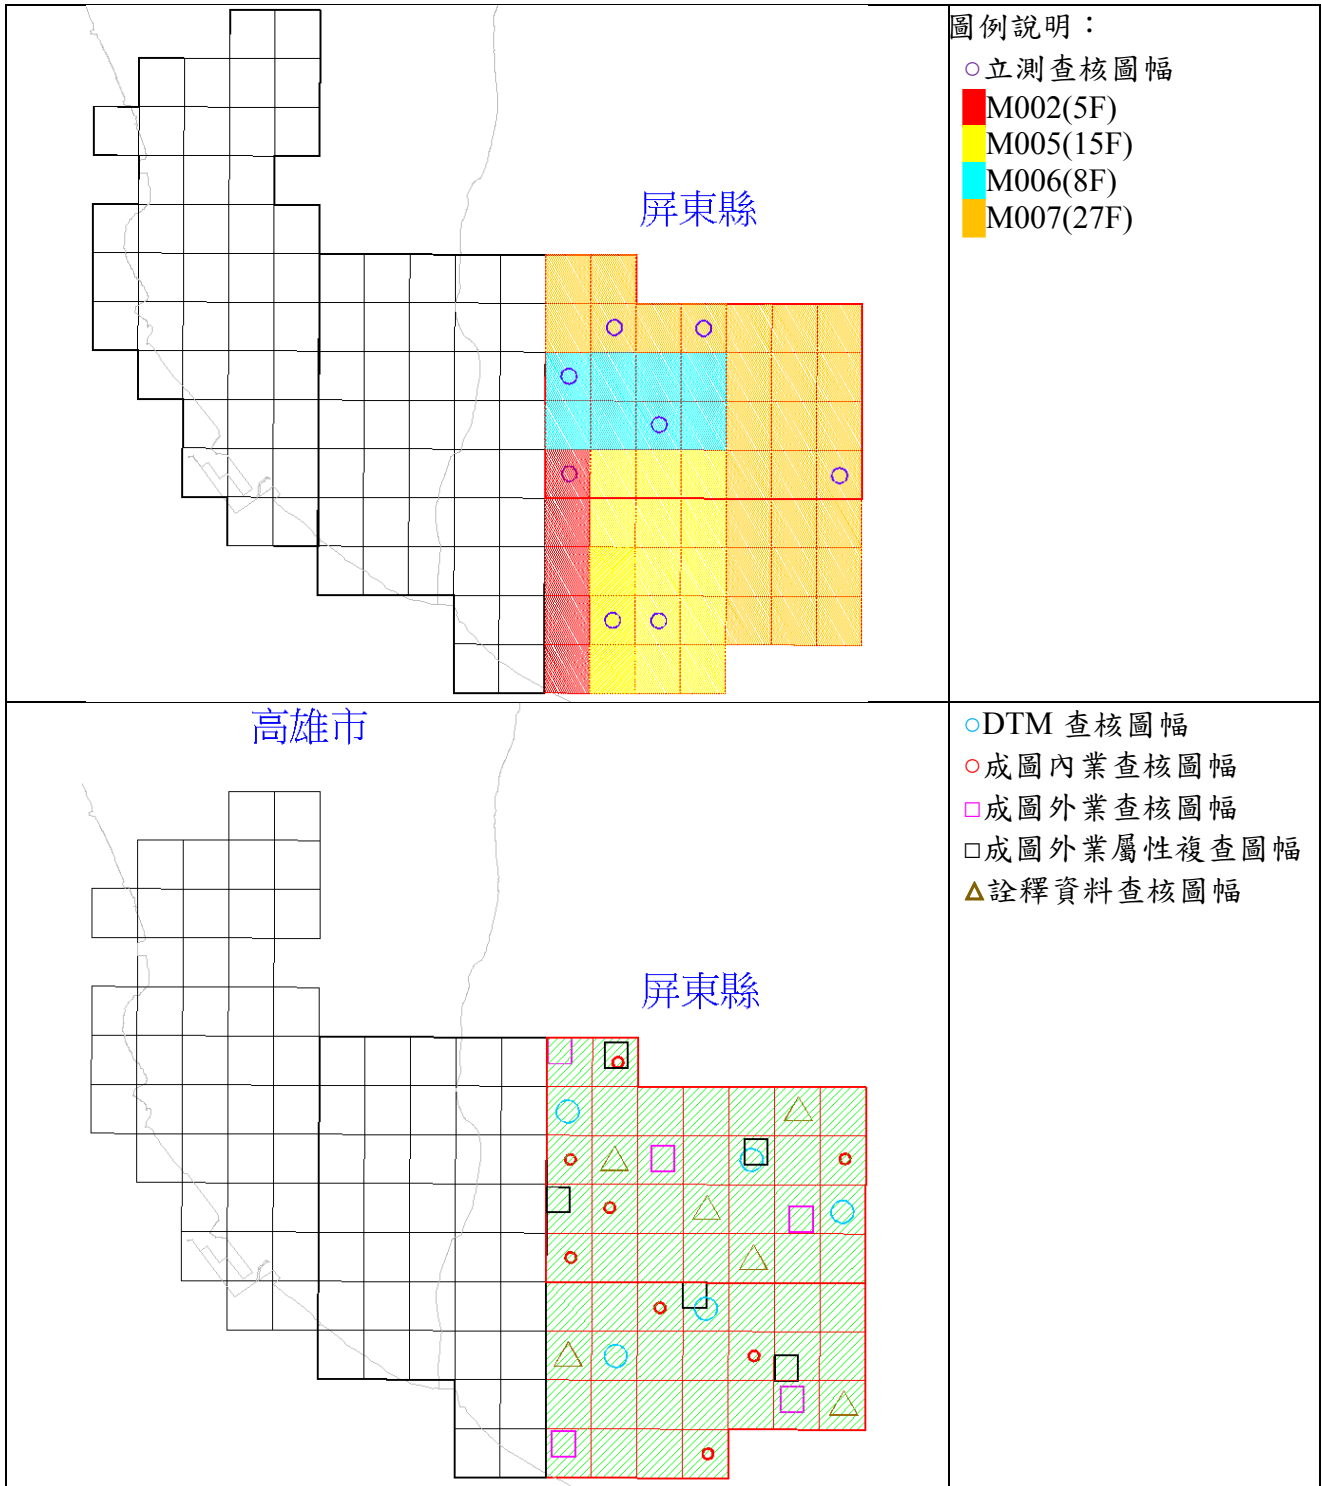 屏東縣
圖例說明：
○立測查核圖幅
M002(5F)
M005(15F)
M006(8F)
M007(27F)
高雄市
屏東縣
○DTM 查核圖幅
○成圖內業查核圖幅
□成圖外業查核圖幅
□成圖外業屬性複查圖幅
△詮釋資料查核圖幅